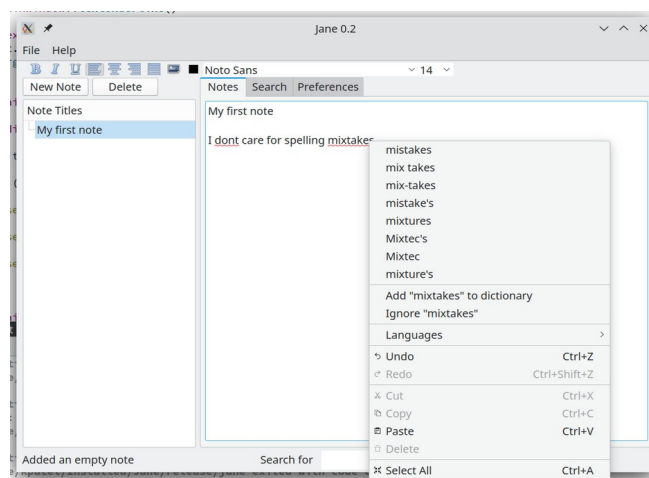 Jane 0.2
File Help
B I U Noto Sans 14
New Note Delete Notes Search Preferences
Note Titles
My first note
My first note
I dont care for spelling mixtakes
mistakes
mix takes
mix-takes
mistake's
mixtures
Mixtec's
Mixtec
mixture's
Add "mixtakes" to dictionary
Ignore "mixtakes"
Languages
Undo Ctrl+Z
Redo Ctrl+Shift+Z
Cut Ctrl+X
Copy Ctrl+C
Paste Ctrl+V
Delete
Select All Ctrl+A
Added an empty note Search for